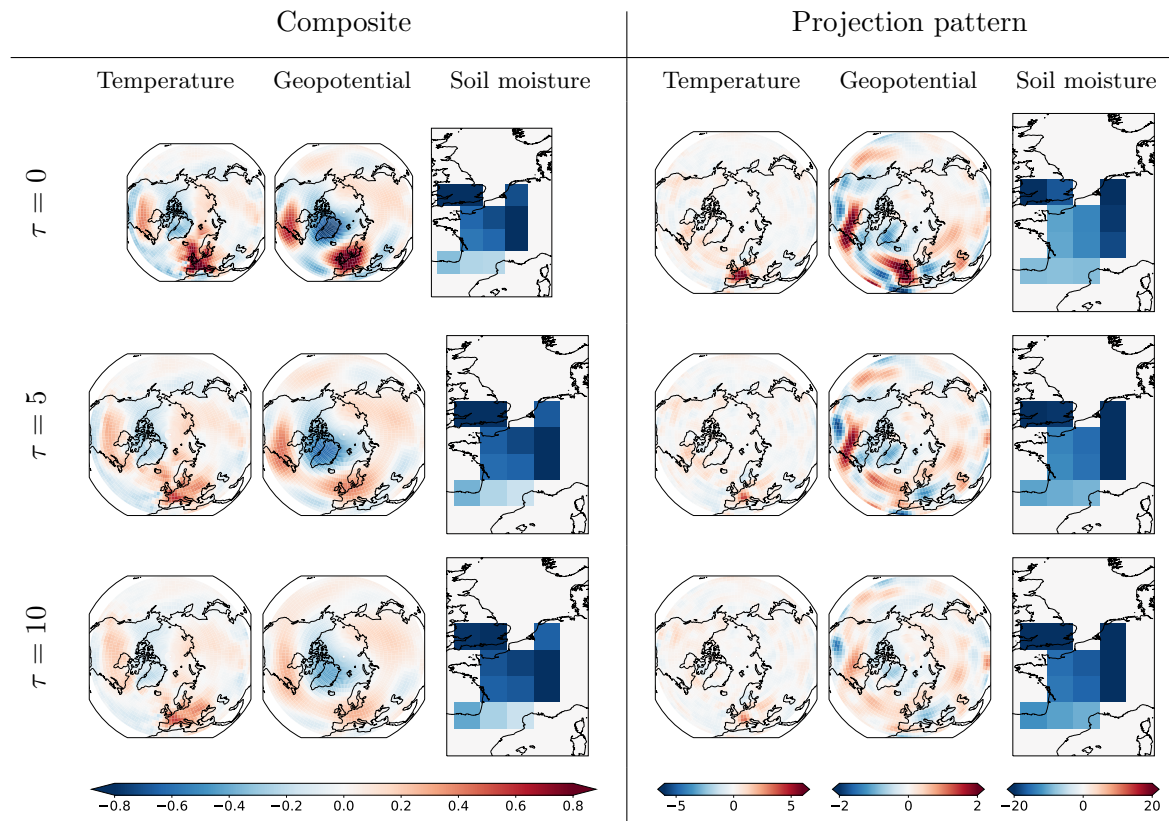 Composite Projection pattern
Temperature Geopotential Soil moisture Temperature Geopotential Soil moisture
τ = 0
τ = 5
τ = 10
−0.8 −0.6 −0.4 −0.2 0.0 0.2 0.4 0.6 0.8 −5 0 5 −2 0 2 −20 0 20